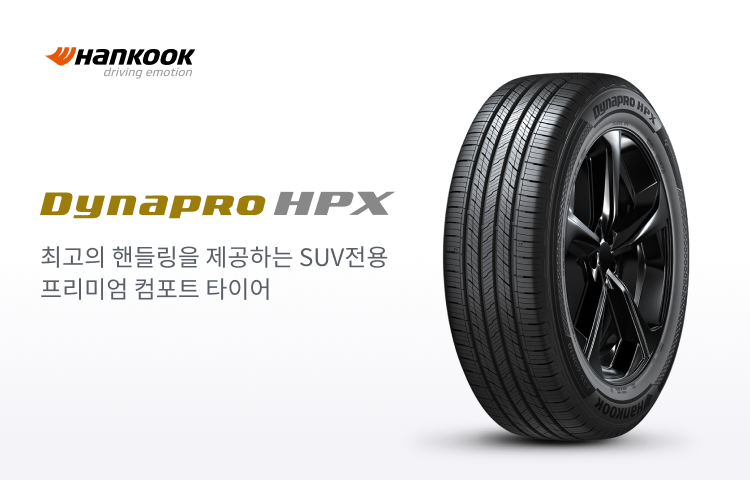 HANKOOK
driving emotion
Dynapro HPX
최고의 핸들링을 제공하는 SUV전용
프리미엄 컴포트 타이어
Dynapro HPX
HANKOOK